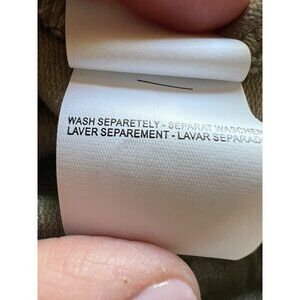 WASH SEPARETELY - SEPARAT WASCHEN
LAVER SEPAREMENT - LAVAR SEPARAD